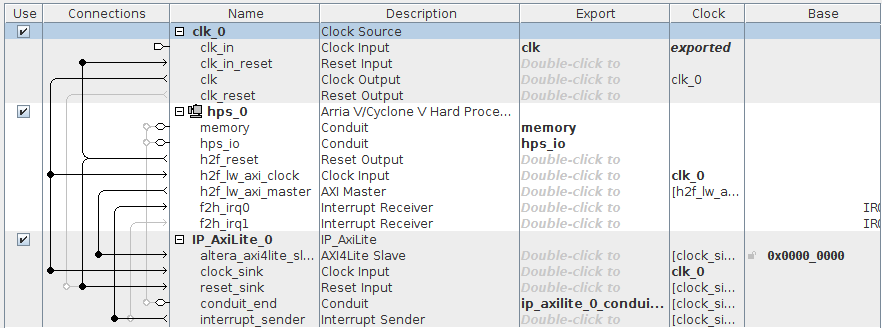 Use Connections Name Description Export Clock Base
clk_0 Clock Source
clk_in Clock Input clk exported
clk_in_reset Reset Input Double-click to
clk Clock Output Double-click to clk_0
clk_reset Reset Output Double-click to
hps_0 Arria V/Cyclone V Hard Proce...
memory Conduit memory
hps_io Conduit hps_io
h2f_reset Reset Output Double-click to
h2f_lw_axi_clock Clock Input Double-click to clk_0
h2f_lw_axi_master AXI Master Double-click to [h2f_lw_a...
f2h_irq0 Interrupt Receiver Double-click to
f2h_irq1 Interrupt Receiver Double-click to
IP_AxiLite_0 IP_AxiLite
altera_axi4lite_sl... AXI4Lite Slave Double-click to [clock_si... 0x0000_0000
clock_sink Clock Input Double-click to clk_0
reset_sink Reset Input Double-click to [clock_si...
conduit_end Conduit ip_axilite_0_condui... [clock_si...
interrupt_sender Interrupt Sender Double-click to [clock_si...